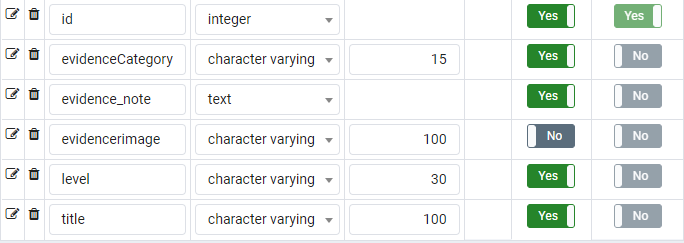 id integer Yes Yes
evidenceCategory character varying 15 Yes No
evidence_note text Yes No
evidencerimage character varying 100 No No
level character varying 30 Yes No
title character varying 100 Yes No